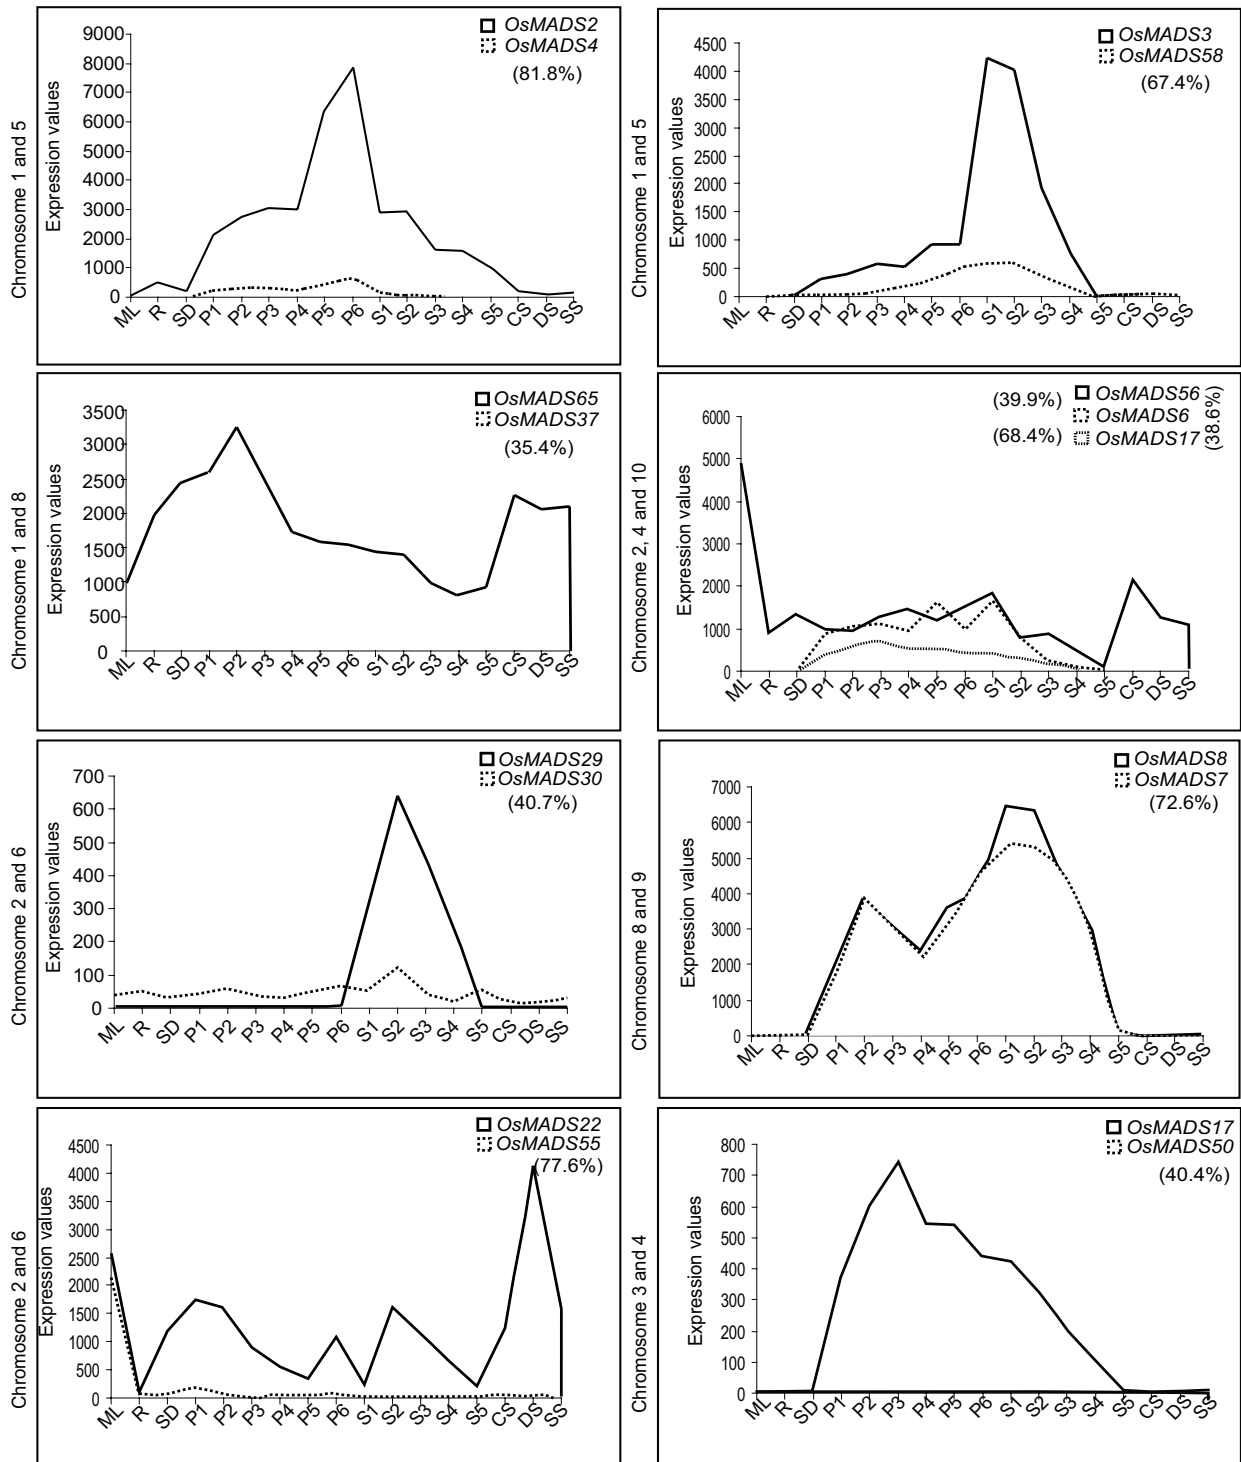 Chromosome 1 and 5
Expression values
OsMADS2
OsMADS4
(81.8%)
9000
8000
7000
6000
5000
4000
3000
2000
1000
0
ML R SD P1 P2 P3 P4 P5 P6 S1 S2 S3 S4 S5 CS DS SS
Chromosome 1 and 5
Expression values
OsMADS3
OsMADS58
(67.4%)
4500
4000
3500
3000
2500
2000
1500
1000
500
0
ML R SD P1 P2 P3 P4 P5 P6 S1 S2 S3 S4 S5 CS DS SS
Chromosome 1 and 8
Expression values
OsMADS65
OsMADS37
(35.4%)
3500
3000
2500
2000
1500
1000
500
0
ML R SD P1 P2 P3 P4 P5 P6 S1 S2 S3 S4 S5 CS DS SS
Chromosome 2, 4 and 10
Expression values
(39.9%) OsMADS56
OsMADS6
(68.4%) OsMADS17
(38.6%)
6000
5000
4000
3000
2000
1000
0
ML R SD P1 P2 P3 P4 P5 P6 S1 S2 S3 S4 S5 CS DS SS
Chromosome 2 and 6
Expression values
OsMADS29
OsMADS30
(40.7%)
700
600
500
400
300
200
100
0
ML R SD P1 P2 P3 P4 P5 P6 S1 S2 S3 S4 S5 CS DS SS
Chromosome 8 and 9
Expression values
OsMADS8
OsMADS7
(72.6%)
7000
6000
5000
4000
3000
2000
1000
0
ML R SD P1 P2 P3 P4 P5 P6 S1 S2 S3 S4 S5 CS DS SS
Chromosome 2 and 6
Expression values
OsMADS22
OsMADS55
(77.6%)
4500
4000
3500
3000
2500
2000
1500
1000
500
0
ML R SD P1 P2 P3 P4 P5 P6 S1 S2 S3 S4 S5 CS DS SS
Chromosome 3 and 4
Expression values
OsMADS17
OsMADS50
(40.4%)
800
700
600
500
400
300
200
100
0
ML R SD P1 P2 P3 P4 P5 P6 S1 S2 S3 S4 S5 CS DS SS